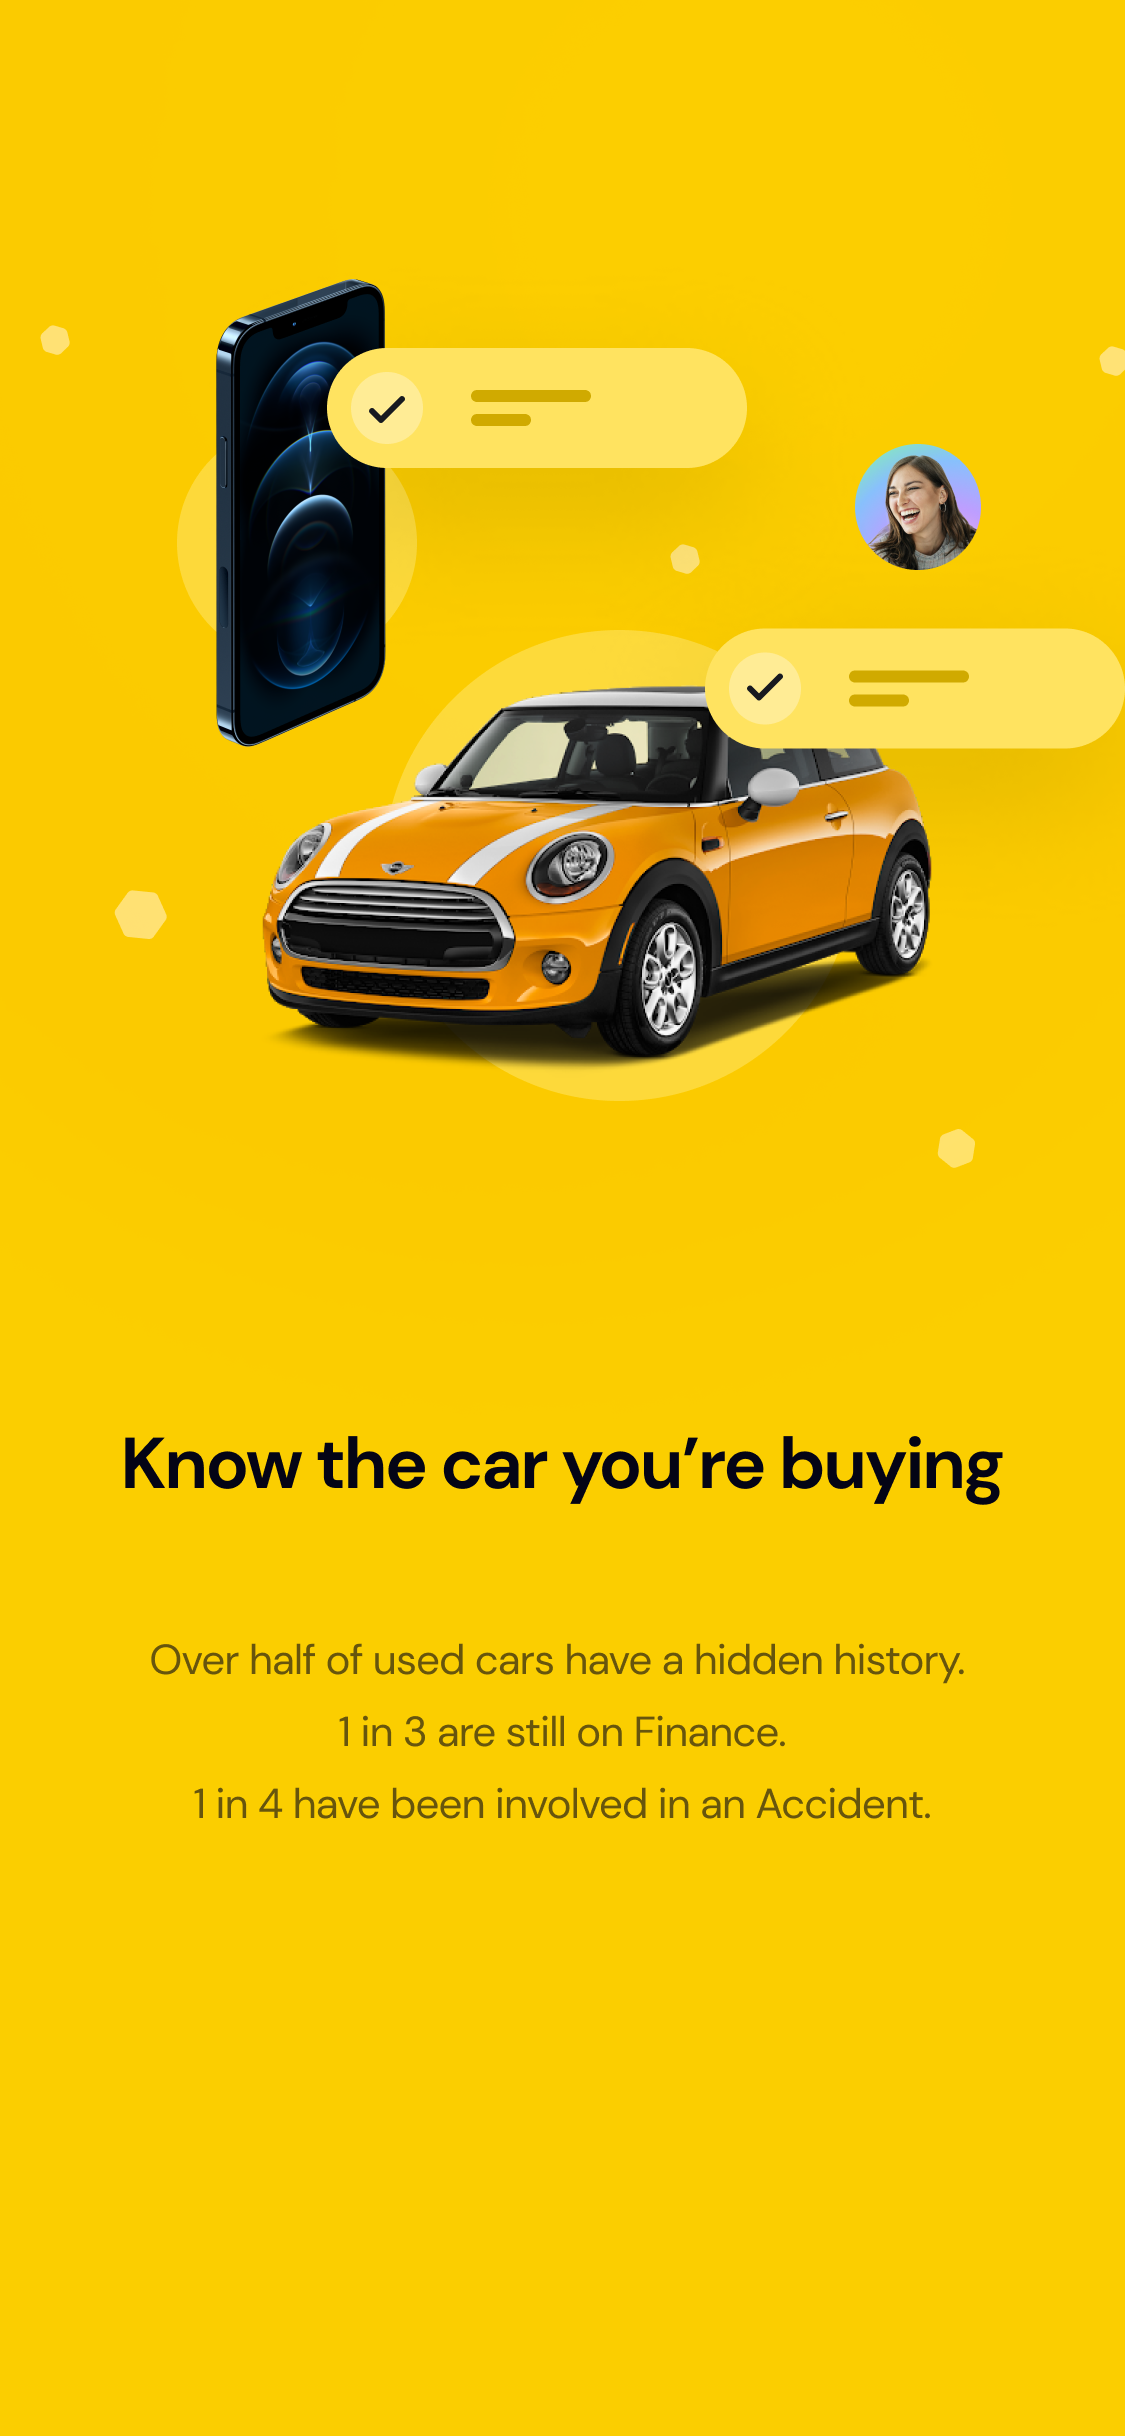 Know the car you’re buying
Over half of used cars have a hidden history.
1 in 3 are still on Finance.
1 in 4 have been involved in an Accident.